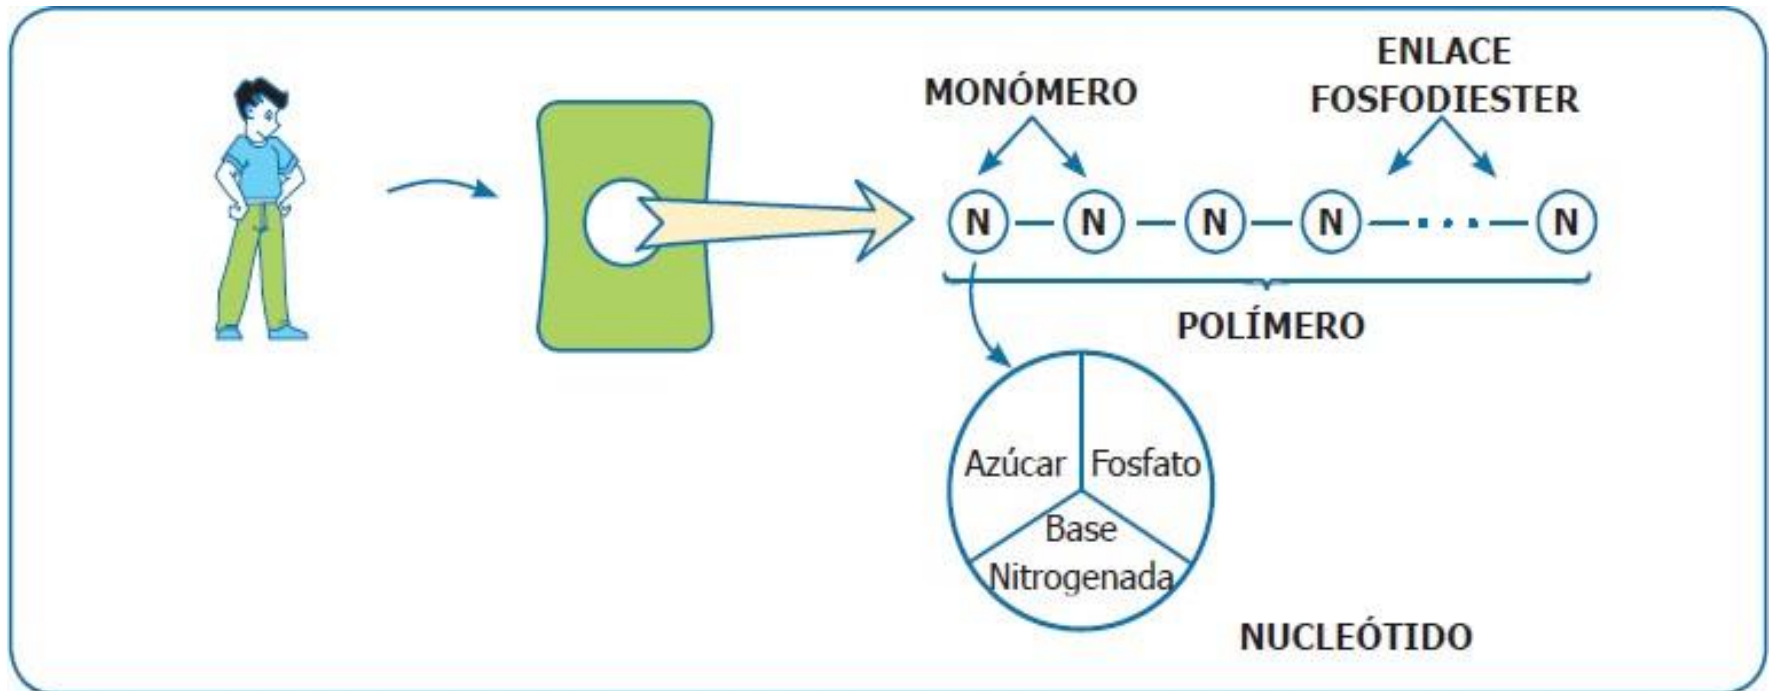 MONÓMERO
ENLACE
FOSFODIESTER
N N N N N
POLÍMERO
Azúcar Fosfato
Base
Nitrogenada
NUCLEÓTIDO